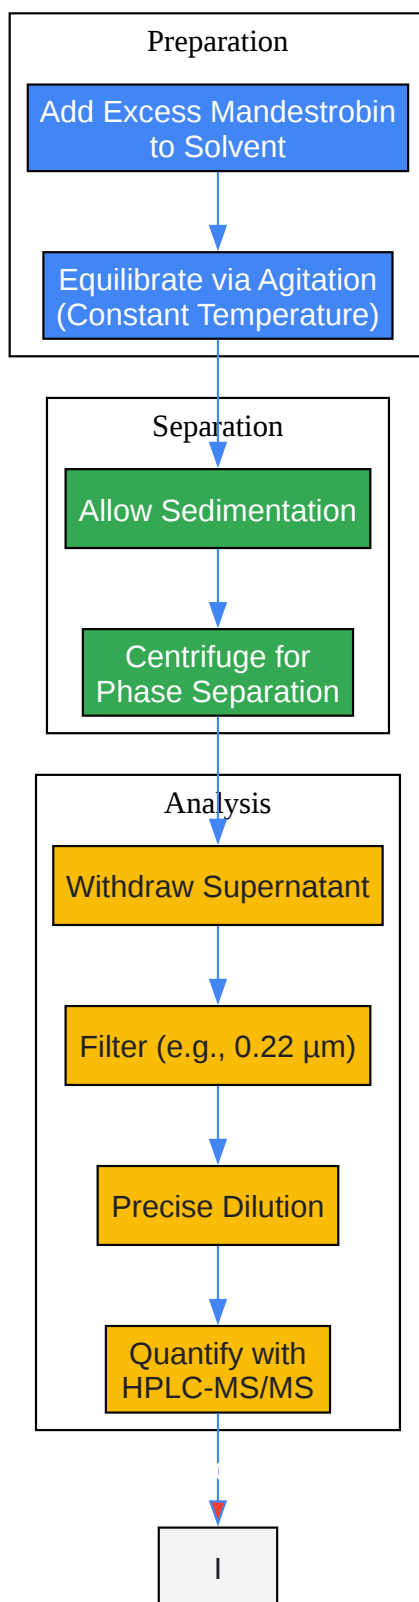 Preparation
Add Excess Mandestrobin
to Solvent
Equilibrate via Agitation
(Constant Temperature)
Separation
Allow Sedimentation
Centrifuge for
Phase Separation
Analysis
Withdraw Supernatant
Filter (e.g., 0.22 µm)
Precise Dilution
Quantify with
HPLC-MS/MS
I